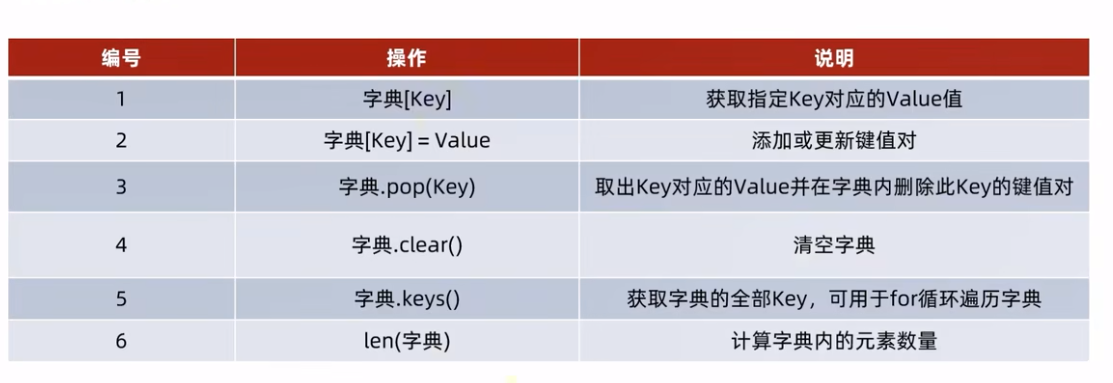 编号 操作 说明
1 字典[Key] 获取指定Key对应的Value值
2 字典[Key] = Value 添加或更新键值对
3 字典.pop(Key) 取出Key对应的Value并在字典内删除此Key的键值对
4 字典.clear() 清空字典
5 字典.keys() 获取字典的全部Key，可用于for循环遍历字典
6 len(字典) 计算字典内的元素数量